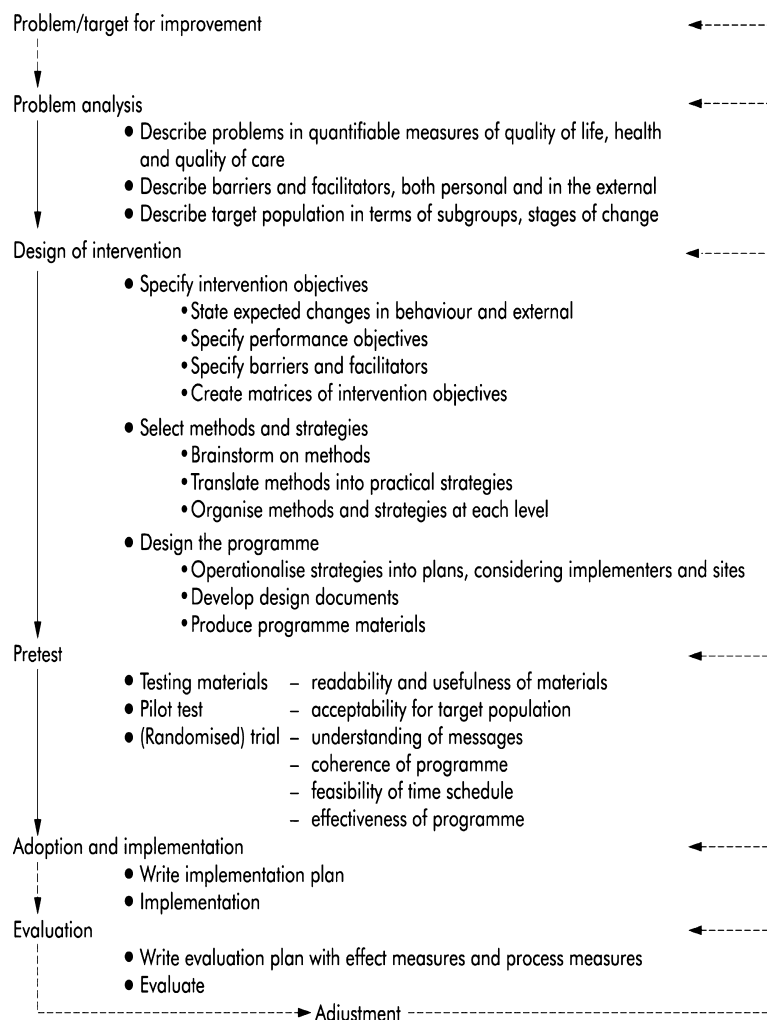 Problem/target for improvement
Problem analysis
• Describe problems in quantifiable measures of quality of life, health
and quality of care
• Describe barriers and facilitators, both personal and in the external
• Describe target population in terms of subgroups, stages of change
Design of intervention
• Specify intervention objectives
• State expected changes in behaviour and external
• Specify performance objectives
• Specify barriers and facilitators
• Create matrices of intervention objectives
• Select methods and strategies
• Brainstorm on methods
• Translate methods into practical strategies
• Organise methods and strategies at each level
• Design the programme
• Operationalise strategies into plans, considering implementers and sites
• Develop design documents
• Produce programme materials
Pretest
• Testing materials – readability and usefulness of materials
• Pilot test – acceptability for target population
• (Randomised) trial – understanding of messages
– coherence of programme
– feasibility of time schedule
– effectiveness of programme
Adoption and implementation
• Write implementation plan
• Implementation
Evaluation
• Write evaluation plan with effect measures and process measures
• Evaluate
Adjustment